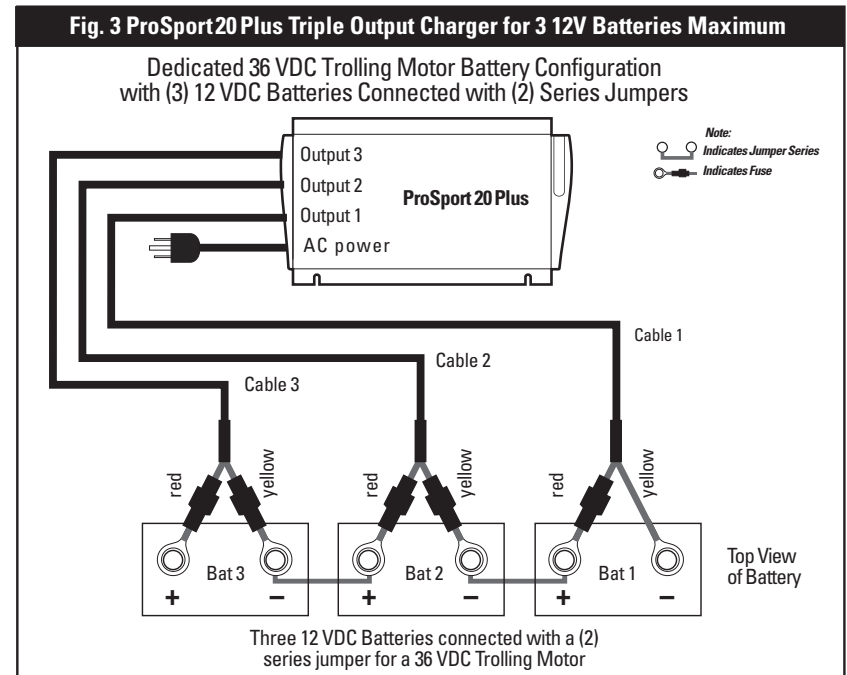 Fig. 3 ProSport 20 Plus Triple Output Charger for 3 12V Batteries Maximum
Dedicated 36 VDC Trolling Motor Battery Configuration
with (3) 12 VDC Batteries Connected with (2) Series Jumpers
Note:
Indicates Jumper Series
Indicates Fuse
Output 3
Output 2
Output 1
AC power
ProSport 20 Plus
Cable 1
Cable 2
Cable 3
red
yellow
red
yellow
red
yellow
Bat 3
+
−
Bat 2
+
−
Bat 1
+
−
Top View
of Battery
Three 12 VDC Batteries connected with a (2)
series jumper for a 36 VDC Trolling Motor